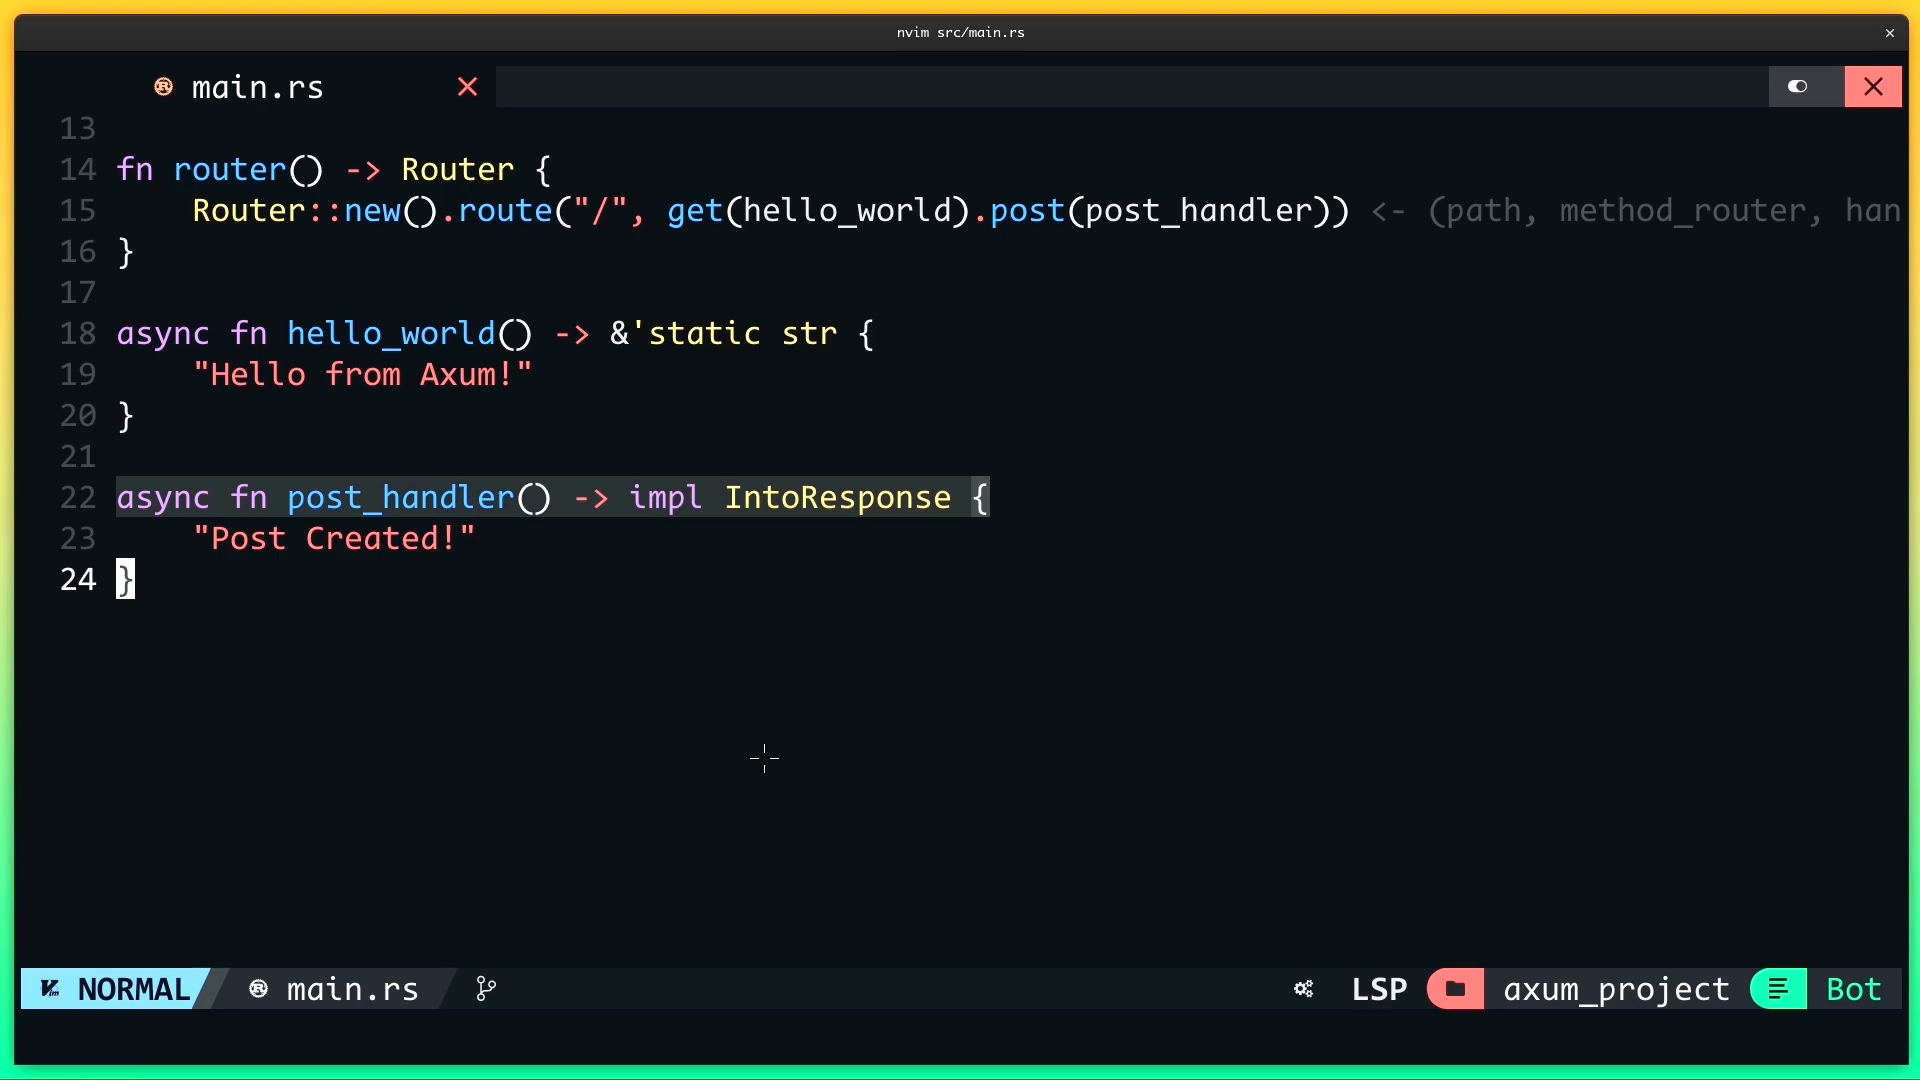 nvim src/main.rs
main.rs
13
14 fn router() -> Router {
15     Router::new().route("/", get(hello_world).post(post_handler)) <- (path, method_router, han
16 }
17
18 async fn hello_world() -> &'static str {
19     "Hello from Axum!"
20 }
21
22 async fn post_handler() -> impl IntoResponse {
23     "Post Created!"
24 }
NORMAL main.rs LSP axum_project Bot